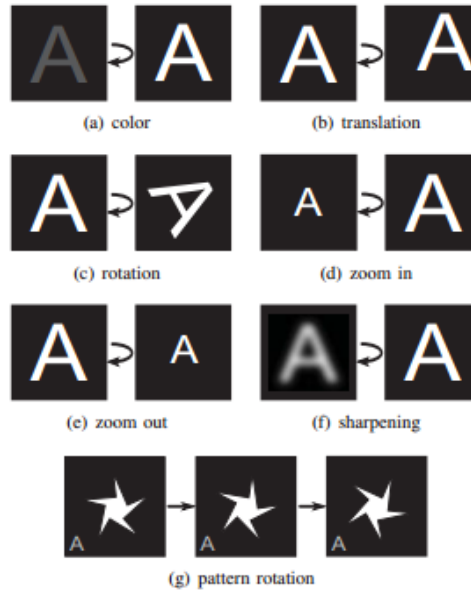 A A A A
(a) color (b) translation
A A A A
(c) rotation (d) zoom in
A A A A
(e) zoom out (f) sharpening
A A A
(g) pattern rotation